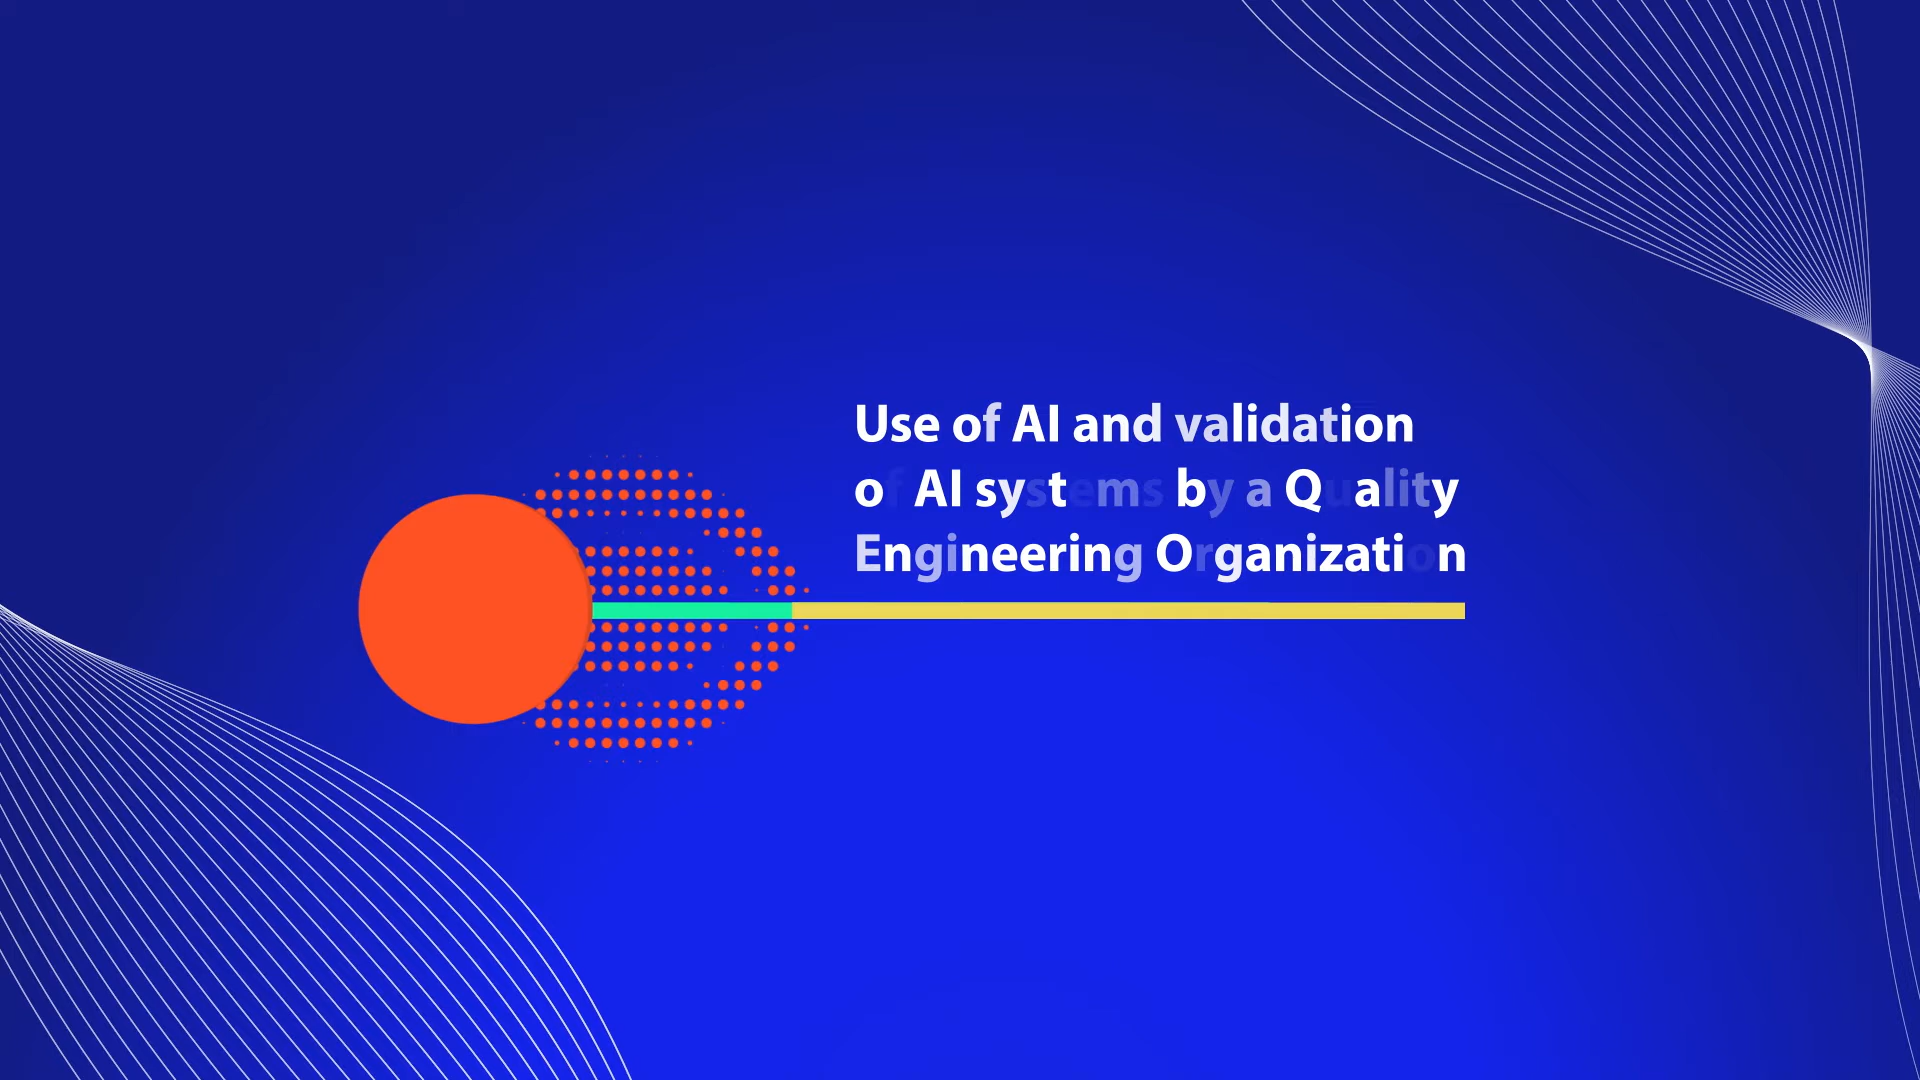 Use of AI and validation
of AI systems by a Quality
Engineering Organization